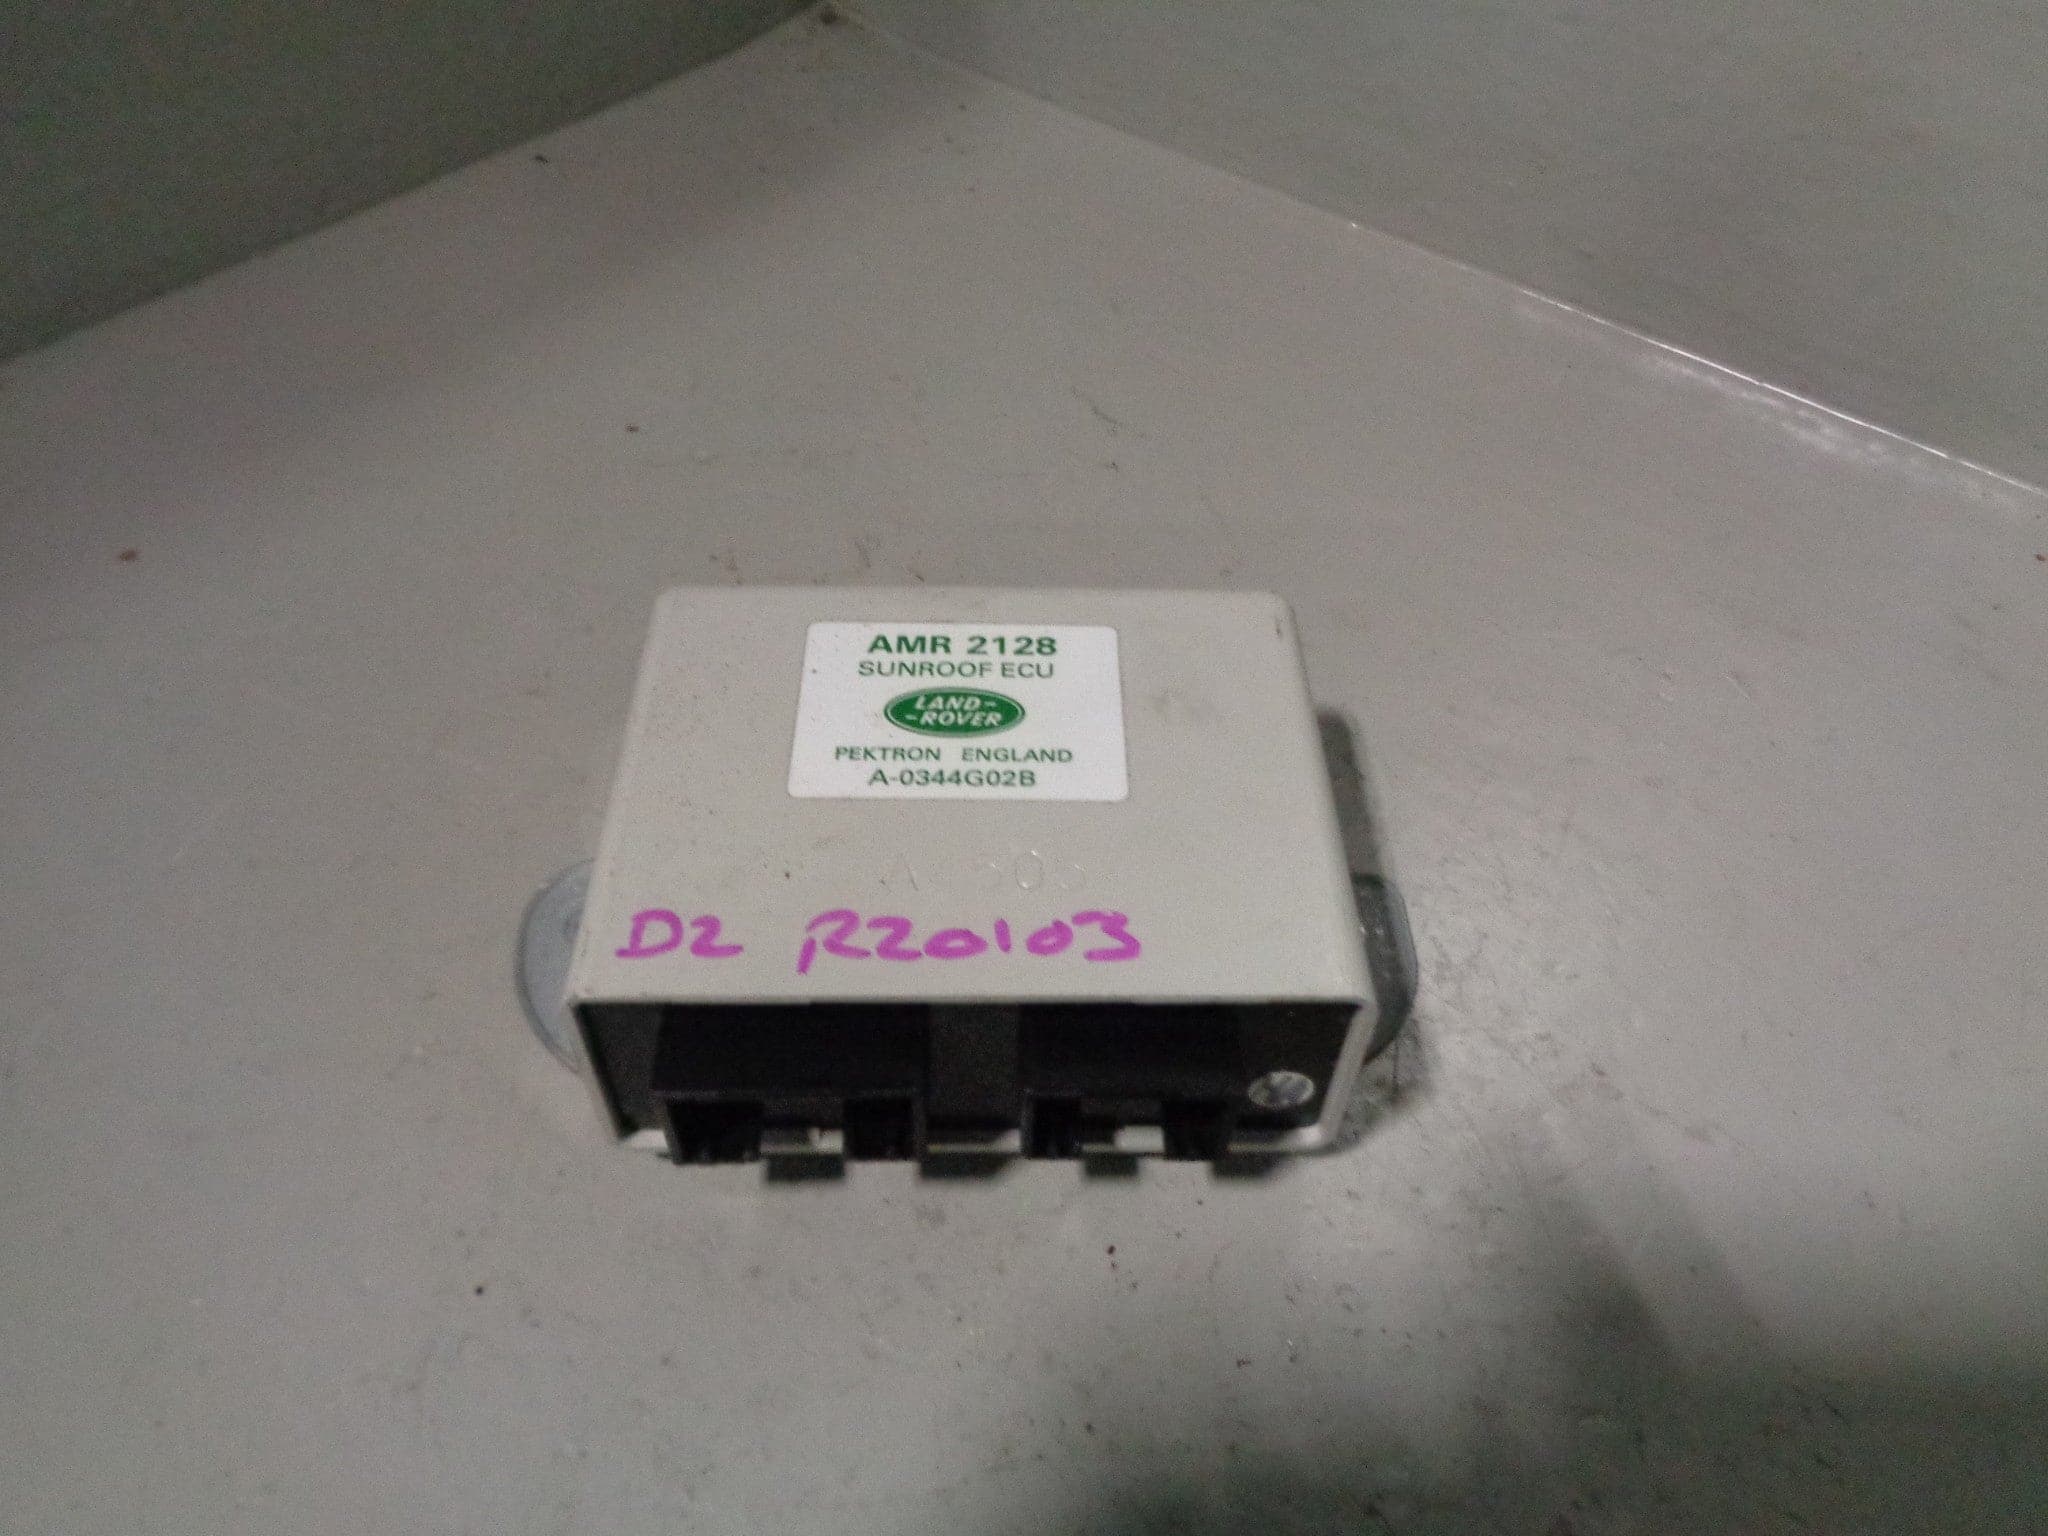 AMR 2128
SUNROOF ECU
LAND-
-ROVER
PEKTRON ENGLAND
A-0344G02B
D2 R20103